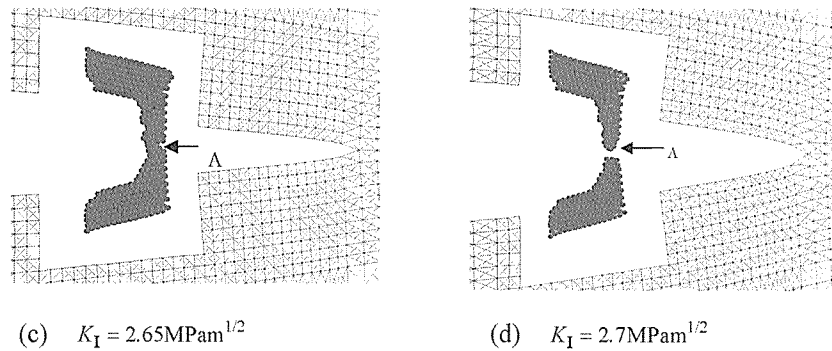 Λ
Λ
(c) K_I = 2.65MPam^{1/2}
(d) K_I = 2.7MPam^{1/2}